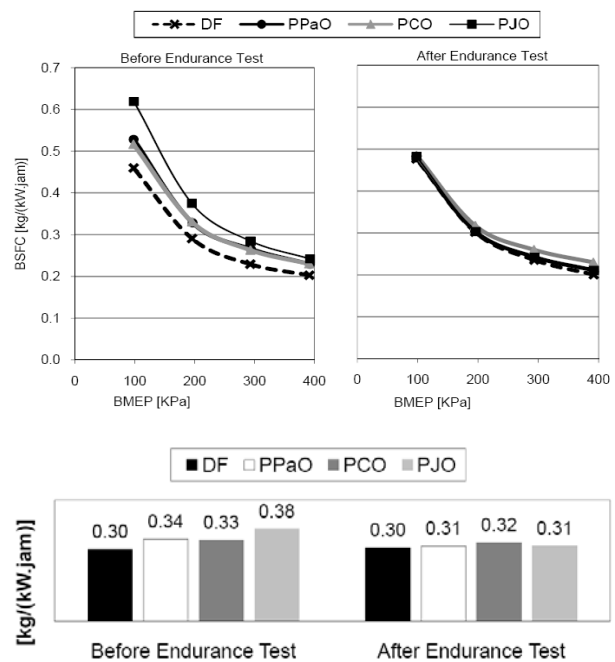 DF PPaO PCO PJO
Before Endurance Test
After Endurance Test
BSFC [kg/(kW.jam)]
0.7
0.6
0.5
0.4
0.3
0.2
0.1
0.0
0 100 200 300 400
0 100 200 300 400
BMEP [KPa]
BMEP [KPa]
DF PPaO PCO PJO
[kg/(kW.jam)]
0.30 0.34 0.33 0.38
0.30 0.31 0.32 0.31
Before Endurance Test
After Endurance Test